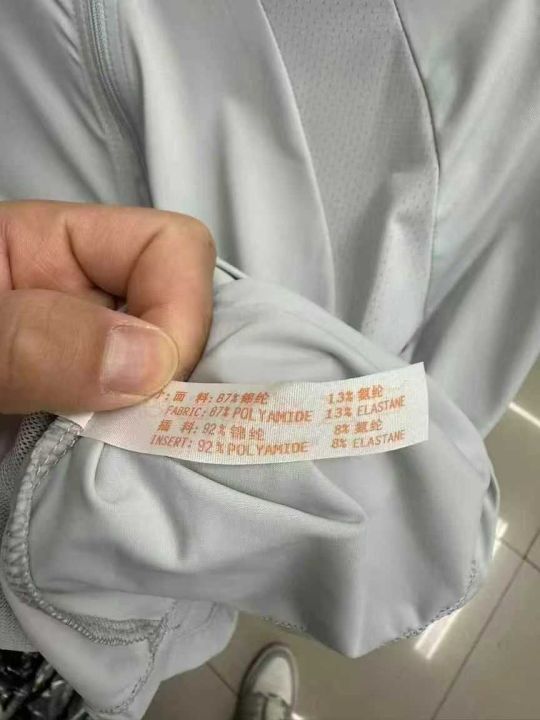 面 料: 87% 锦纶 13% 氨纶
FABRIC: 87% POLYAMIDE 13% ELASTANE
插 料: 92% 锦纶 8% 氨纶
INSERT: 92% POLYAMIDE 8% ELASTANE